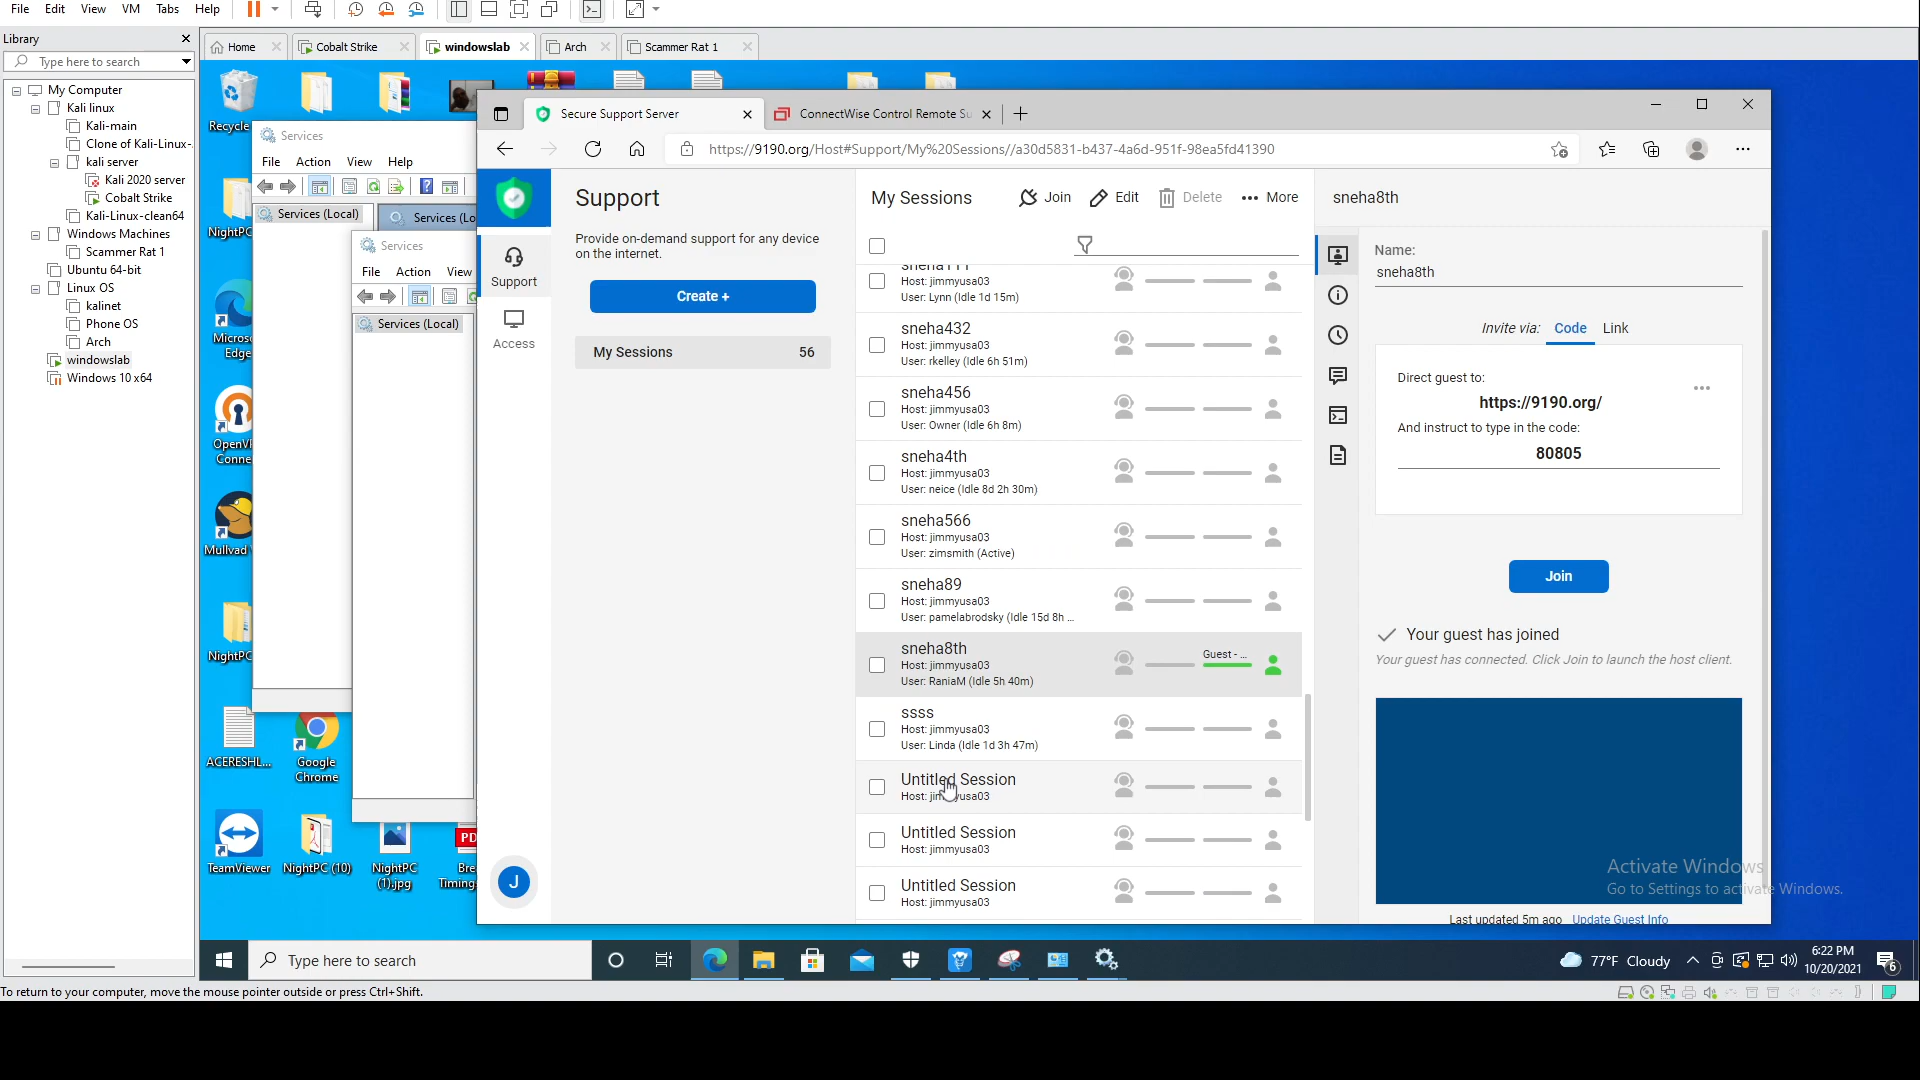 File Edit View VM Tabs Help
Library
Type here to search
My Computer
Kali linux
Kali-main
Clone of Kali-Linux-
kali server
Kali 2020 server
Cobalt Strike
Kali-Linux-clean64
Windows Machines
Scammer Rat 1
Ubuntu 64-bit
Linux OS
kalinet
Phone OS
Arch
windowslab
Windows 10 x64
Home
Cobalt Strike
windowslab
Arch
Scammer Rat 1
Recycle
NightPC
Microso
Edge
OpenVP
Conne
Mullvad
NightPC
ACERESHL...
Google
Chrome
TeamViewer
NightPC (10)
NightPC
(1).jpg
Bre
Timing
Services
File Action View Help
Services (Local)
Services (Lo
Services
File Action View
Services (Local)
Secure Support Server
ConnectWise Control Remote Su
https://9190.org/Host#Support/My%20Sessions//a30d5831-b437-4a6d-951f-98ea5fd41390
Support
Access
J
Support
Provide on-demand support for any device
on the internet.
Create +
My Sessions 56
My Sessions
Join
Edit
Delete
More
sneha111
Host: jimmyusa03
User: Lynn (Idle 1d 15m)
sneha432
Host: jimmyusa03
User: rkelley (Idle 6h 51m)
sneha456
Host: jimmyusa03
User: Owner (Idle 6h 8m)
sneha4th
Host: jimmyusa03
User: neice (Idle 8d 2h 30m)
sneha566
Host: jimmyusa03
User: zimsmith (Active)
sneha89
Host: jimmyusa03
User: pamelabrodsky (Idle 15d 8h ...
sneha8th
Host: jimmyusa03
User: RaniaM (Idle 5h 40m)
Guest - ...
ssss
Host: jimmyusa03
User: Linda (Idle 1d 3h 47m)
Untitled Session
Host: jimmyusa03
Untitled Session
Host: jimmyusa03
Untitled Session
Host: jimmyusa03
sneha8th
Name:
sneha8th
Invite via: Code Link
Direct guest to:
https://9190.org/
And instruct to type in the code:
80805
Join
Your guest has joined
Your guest has connected. Click Join to launch the host client.
Last updated 5m ago Update Guest Info
Activate Windows
Go to Settings to activate Windows.
Type here to search
77°F Cloudy
6:22 PM
10/20/2021
6
To return to your computer, move the mouse pointer outside or press Ctrl+Shift.